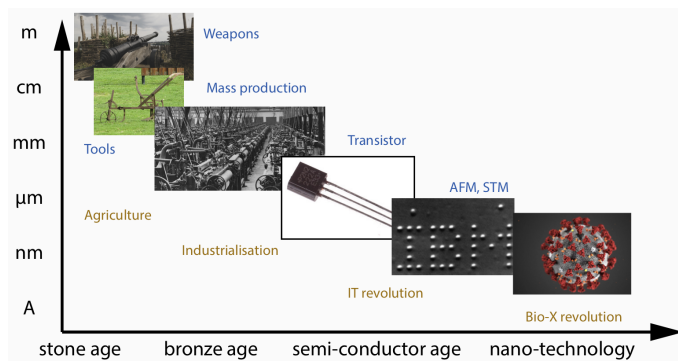 m
Weapons
cm
Mass production
mm
Transistor
Tools
AFM, STM
μm
Agriculture
IBM
Industrialisation
nm
IT revolution
A
Bio-X revolution
stone age
bronze age
semi-conductor age
nano-technology